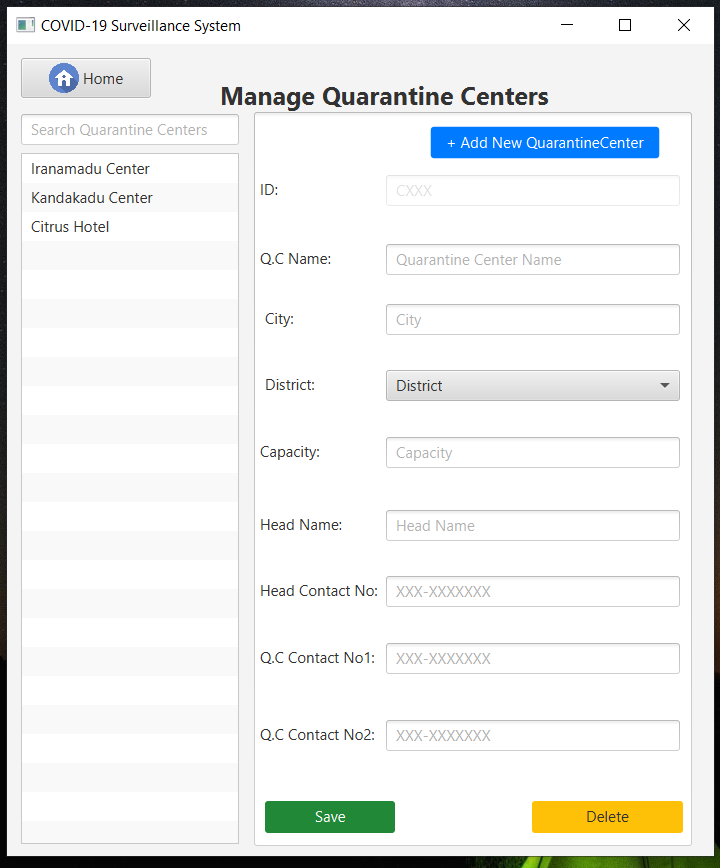 COVID-19 Surveillance System
Home
Manage Quarantine Centers
Search Quarantine Centers
Iranamadu Center
Kandakadu Center
Citrus Hotel
+ Add New QuarantineCenter
ID: CXXX
Q.C Name: Quarantine Center Name
City: City
District: District
Capacity: Capacity
Head Name: Head Name
Head Contact No: XXX-XXXXXXX
Q.C Contact No1: XXX-XXXXXXX
Q.C Contact No2: XXX-XXXXXXX
Save Delete